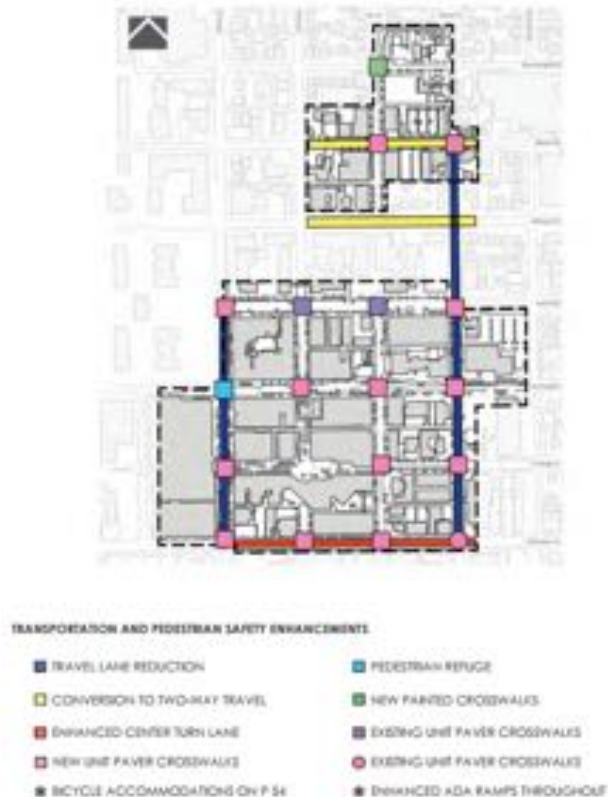 TRANSPORTATION AND PEDESTRIAN SAFETY ENHANCEMENTS
TRAVEL LANE REDUCTION
CONVERSION TO TWO-WAY TRAVEL
ENHANCED CENTER TURN LANE
NEW UNIT PAVER CROSSWALKS
BICYCLE ACCOMMODATIONS ON P St
PEDESTRIAN REFUGE
NEW PAINTED CROSSWALKS
EXISTING UNIT PAVER CROSSWALKS
EXISTING UNIT PAVER CROSSWALKS
ENHANCED ADA RAMPS THROUGHOUT